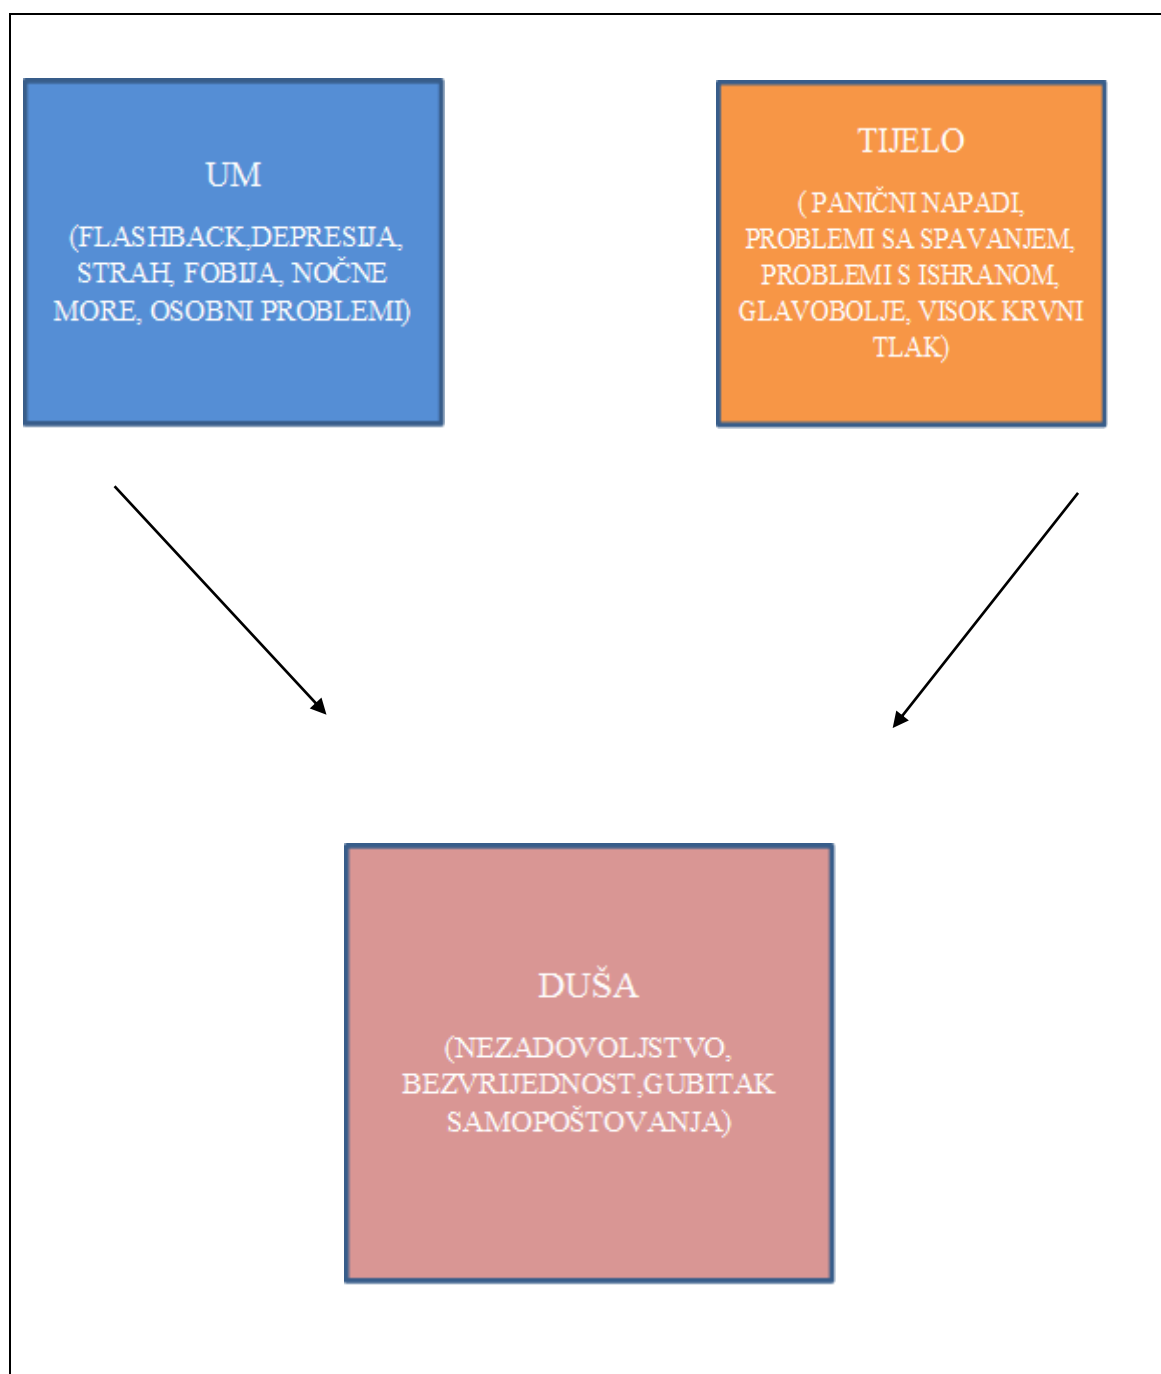 UM
(FLASHBACK,DEPRESIJA,
STRAH, FOBIJA, NOČNE
MORE, OSOBNI PROBLEMI)
TIJELO
( PANIČNI NAPADI,
PROBLEMI SA SPAVANJEM,
PROBLEMI S ISHRANOM,
GLAVOBOLJE, VISOK KRVNI
TLAK)
DUŠA
(NEZADOVOLJSTVO,
BEZVRIJEDNOST,GUBITAK
SAMOPOŠTOVANJA)